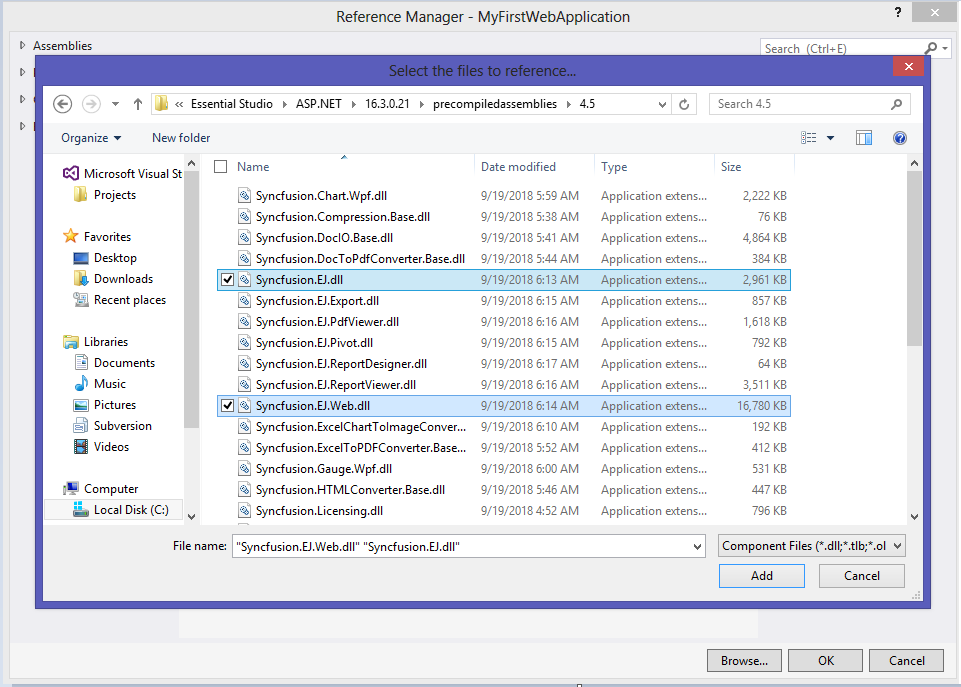 Reference Manager - MyFirstWebApplication
?
Assemblies
Search (Ctrl+E)
Select the files to reference...
« Essential Studio ASP.NET 16.3.0.21 precompiledassemblies 4.5
Search 4.5
Organize New folder
Microsoft Visual St
Projects
Favorites
Desktop
Downloads
Recent places
Libraries
Documents
Music
Pictures
Subversion
Videos
Computer
Local Disk (C:)
Name Date modified Type Size
Syncfusion.Chart.Wpf.dll 9/19/2018 5:59 AM Application extens... 2,222 KB
Syncfusion.Compression.Base.dll 9/19/2018 5:38 AM Application extens... 76 KB
Syncfusion.DocIO.Base.dll 9/19/2018 5:41 AM Application extens... 4,864 KB
Syncfusion.DocToPdfConverter.Base.dll 9/19/2018 5:44 AM Application extens... 384 KB
Syncfusion.EJ.dll 9/19/2018 6:13 AM Application extens... 2,961 KB
Syncfusion.EJ.Export.dll 9/19/2018 6:15 AM Application extens... 857 KB
Syncfusion.EJ.PdfViewer.dll 9/19/2018 6:16 AM Application extens... 1,618 KB
Syncfusion.EJ.Pivot.dll 9/19/2018 6:15 AM Application extens... 792 KB
Syncfusion.EJ.ReportDesigner.dll 9/19/2018 6:17 AM Application extens... 64 KB
Syncfusion.EJ.ReportViewer.dll 9/19/2018 6:16 AM Application extens... 3,511 KB
Syncfusion.EJ.Web.dll 9/19/2018 6:14 AM Application extens... 16,780 KB
Syncfusion.ExcelChartToImageConver... 9/19/2018 6:10 AM Application extens... 192 KB
Syncfusion.ExcelToPDFConverter.Base... 9/19/2018 5:52 AM Application extens... 412 KB
Syncfusion.Gauge.Wpf.dll 9/19/2018 6:00 AM Application extens... 531 KB
Syncfusion.HTMLConverter.Base.dll 9/19/2018 5:46 AM Application extens... 447 KB
Syncfusion.Licensing.dll 9/19/2018 4:52 AM Application extens... 796 KB
File name: "Syncfusion.EJ.Web.dll" "Syncfusion.EJ.dll" Component Files (*.dll;*.tlb;*.ol
Add Cancel
Browse... OK Cancel